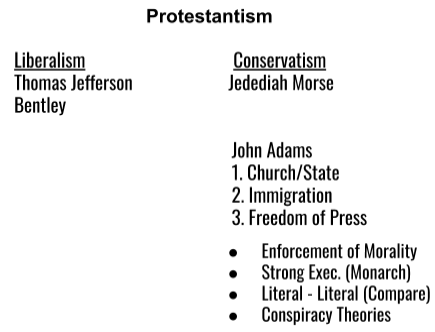 Protestantism
Liberalism
Thomas Jefferson
Bentley
Conservatism
Jedediah Morse
John Adams
1. Church/State
2. Immigration
3. Freedom of Press
● Enforcement of Morality
● Strong Exec. (Monarch)
● Literal - Literal (Compare)
● Conspiracy Theories